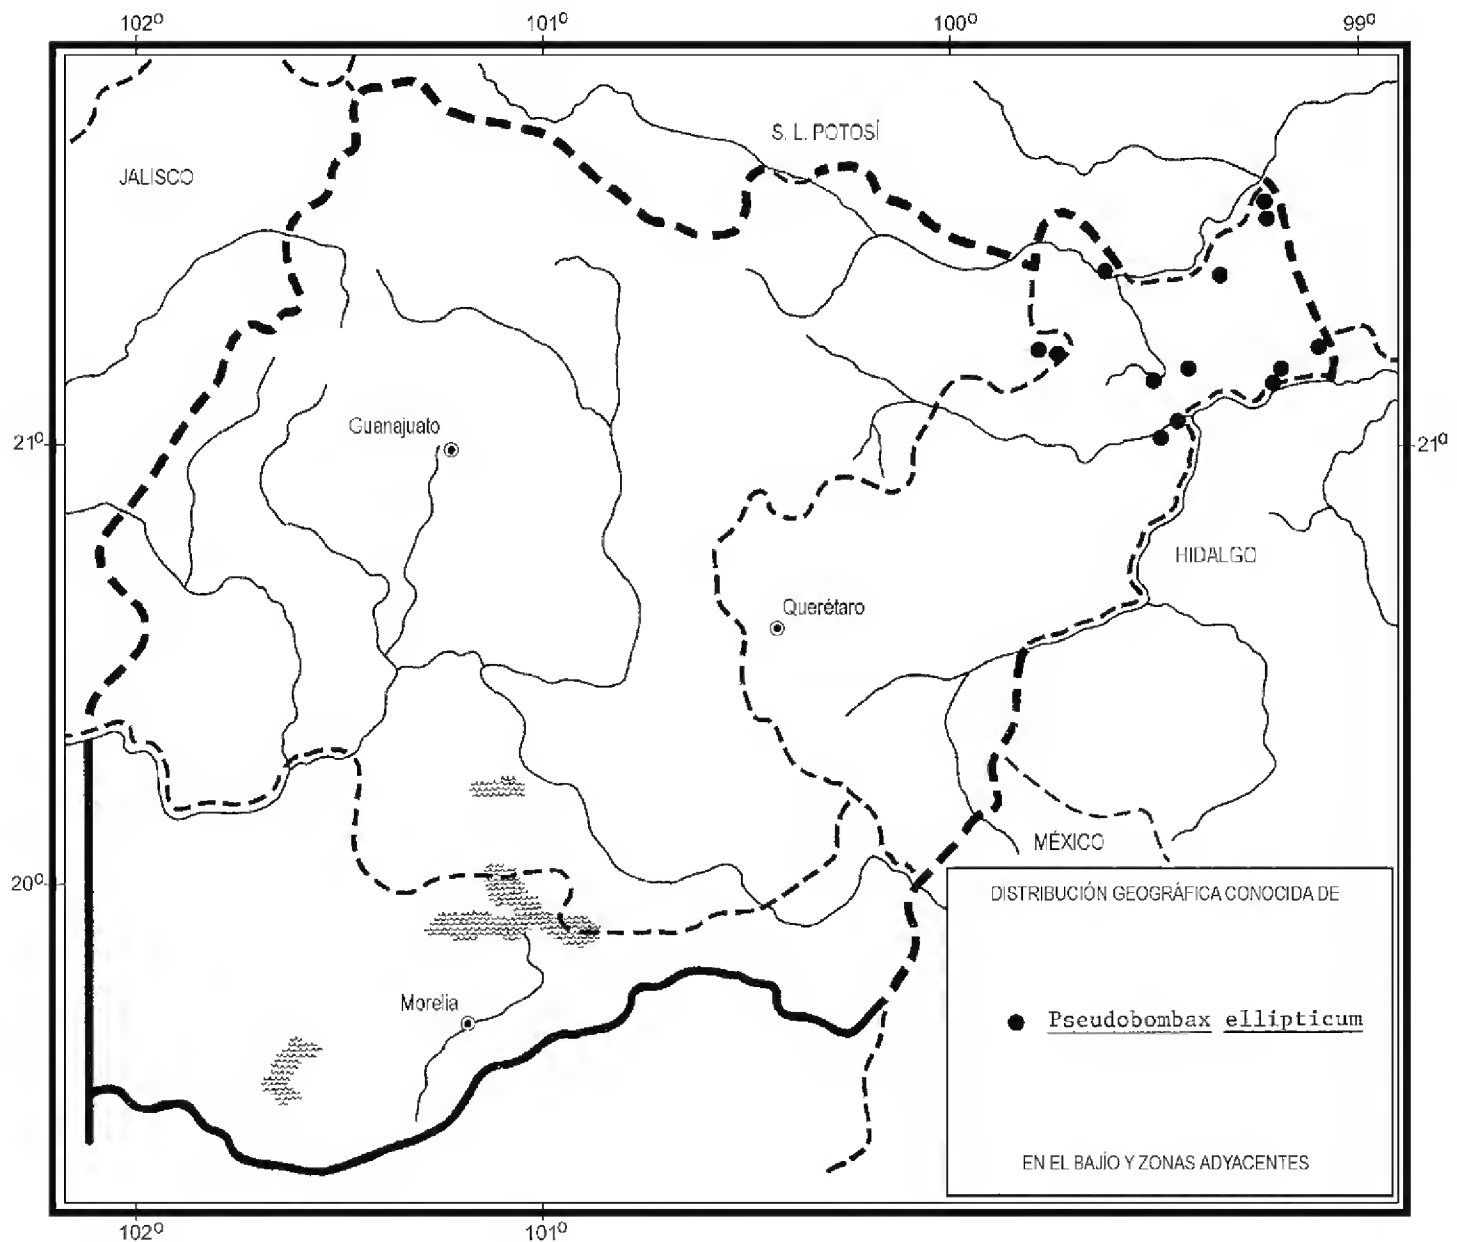 102º 101º 100º 99º
S. L. POTOSÍ
JALISCO
Guanajuato
21º 21º
HIDALGO
Querétaro
MÉXICO
20º
DISTRIBUCIÓN GEOGRÁFICA CONOCIDA DE
Morelia
Pseudobombax ellipticum
EN EL BAJÍO Y ZONAS ADYACENTES
102º 101º